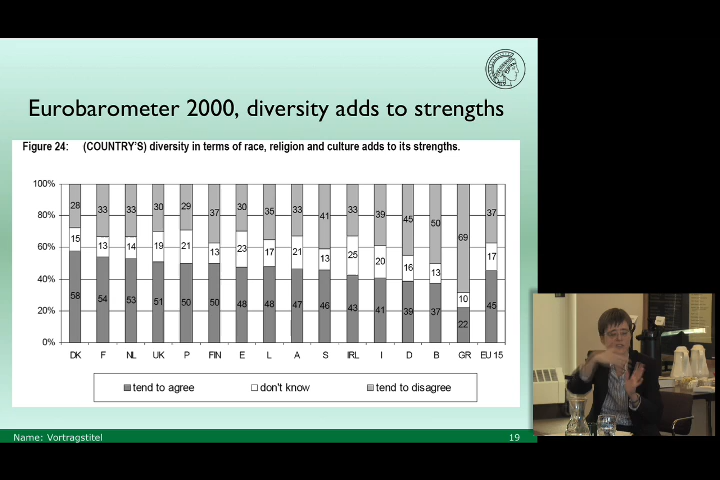 Eurobarometer 2000, diversity adds to strengths
Figure 24: (COUNTRY'S) diversity in terms of race, religion and culture adds to its strengths.
100%
28 33 33 30 29 37 30 35 33 41 33 39 45 50 69 37
80%
15 13 14 19 21 13 23 17 21 13 25 20 16 13 10 17
60%
40%
58 54 53 51 50 50 48 48 47 46 43 41 39 37 22 45
20%
0%
DK F NL UK P FIN E L A S IRL I D B GR EU 15
tend to agree don't know tend to disagree
Name: Vortragstitel 19